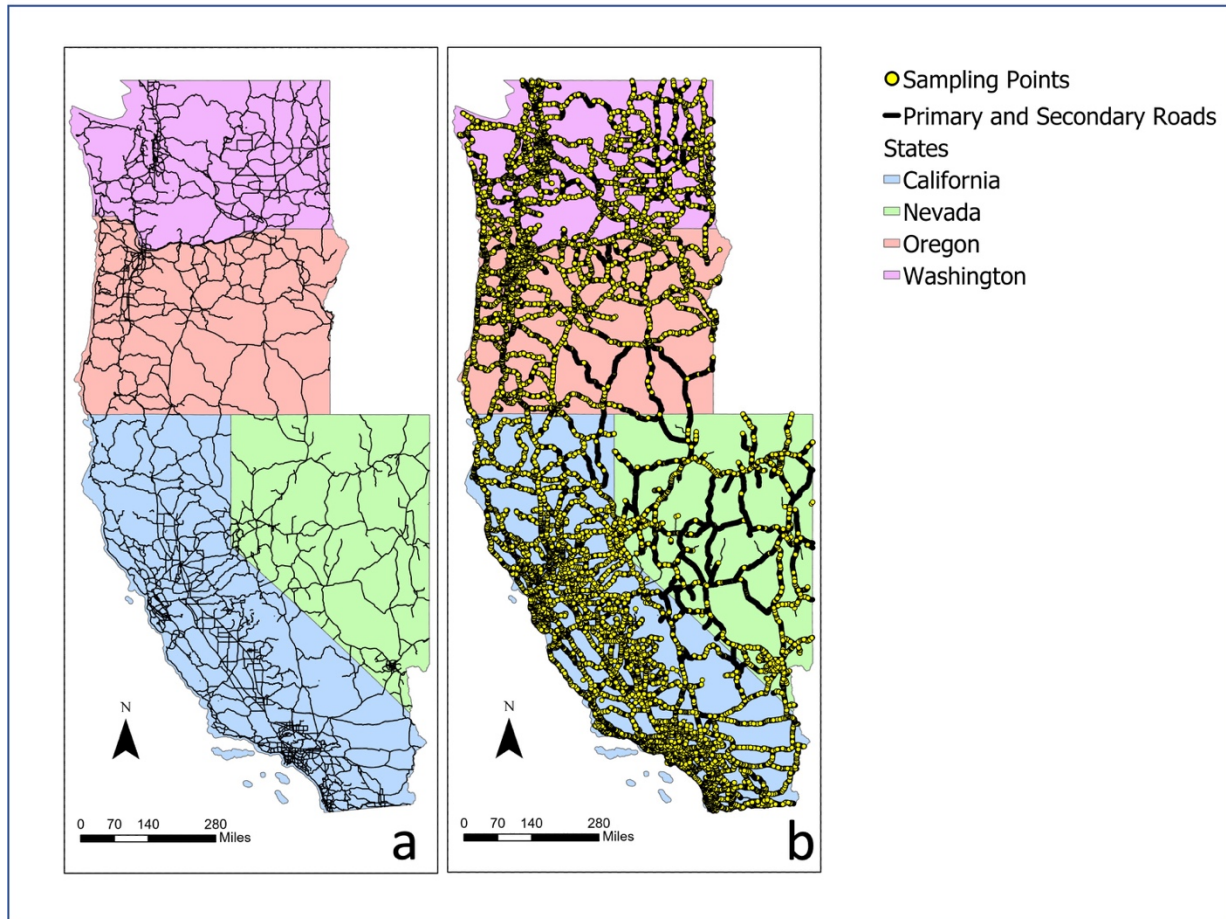 N
0 70 140 280
Miles
a
N
0 70 140 280
Miles
b
Sampling Points
Primary and Secondary Roads
States
California
Nevada
Oregon
Washington